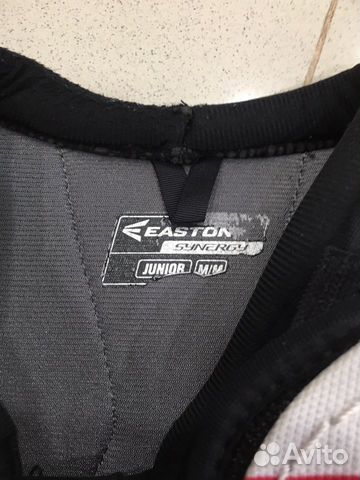 EASTON
SYNERGY
JUNIOR M/M
Avito